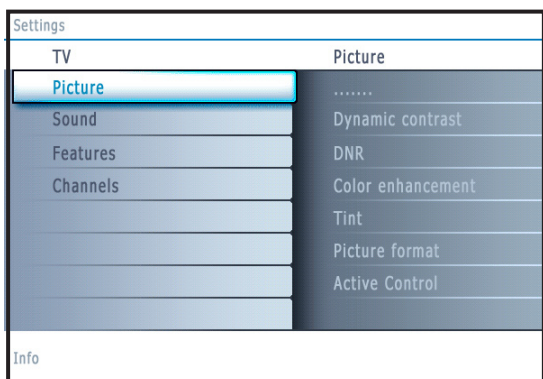 Settings
TV
Picture
Sound
Features
Channels
Picture
.......
Dynamic contrast
DNR
Color enhancement
Tint
Picture format
Active Control
Info